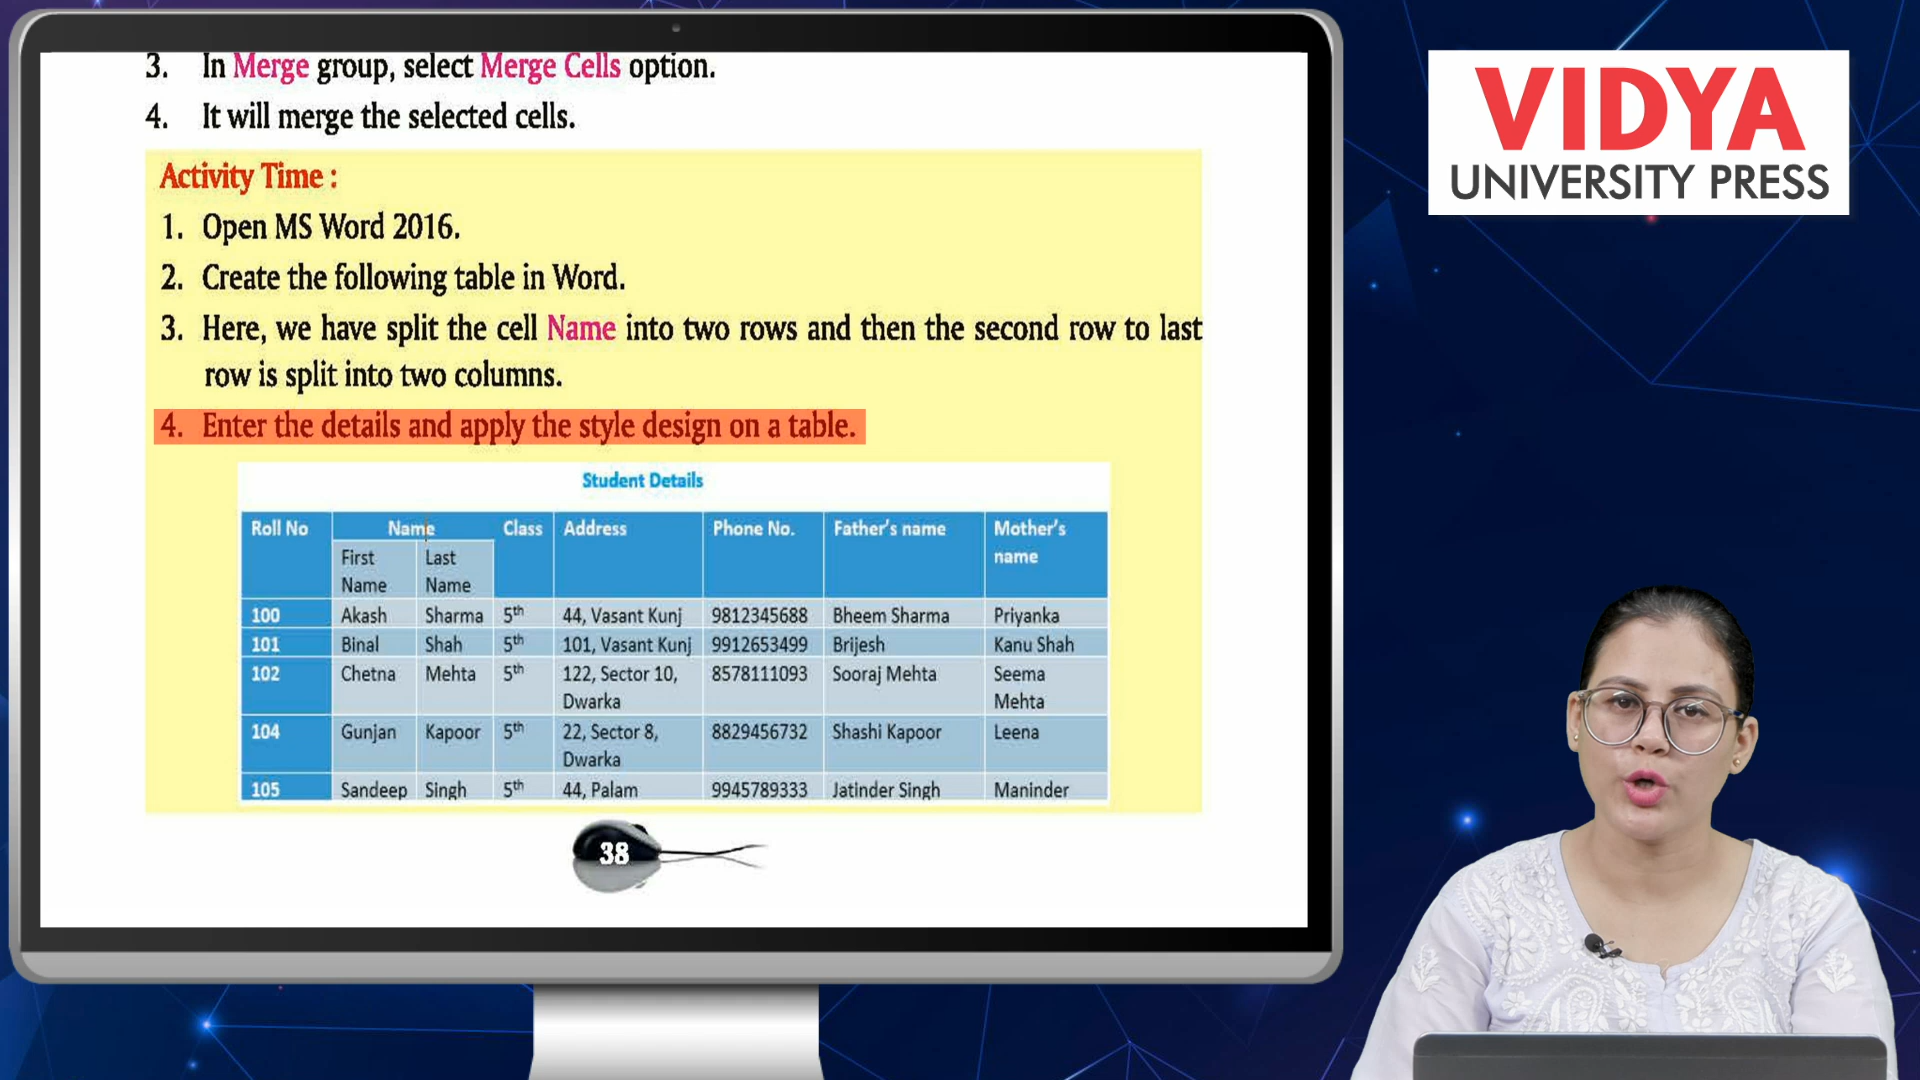 3. In Merge group, select Merge Cells option.
4. It will merge the selected cells.
Activity Time :
1. Open MS Word 2016.
2. Create the following table in Word.
3. Here, we have split the cell Name into two rows and then the second row to last
row is split into two columns.
4. Enter the details and apply the style design on a table.
Student Details
Roll No Name Class Address Phone No. Father's name Mother's name
First Name Last Name
100 Akash Sharma 5th 44, Vasant Kunj 9812345688 Bheem Sharma Priyanka
101 Binal Shah 5th 101, Vasant Kunj 9912653499 Brijesh Kanu Shah
102 Chetna Mehta 5th 122, Sector 10, Dwarka 8578111093 Sooraj Mehta Seema Mehta
104 Gunjan Kapoor 5th 22, Sector 8, Dwarka 8829456732 Shashi Kapoor Leena
105 Sandeep Singh 5th 44, Palam 9945789333 Jatinder Singh Maninder
38
VIDYA
UNIVERSITY PRESS